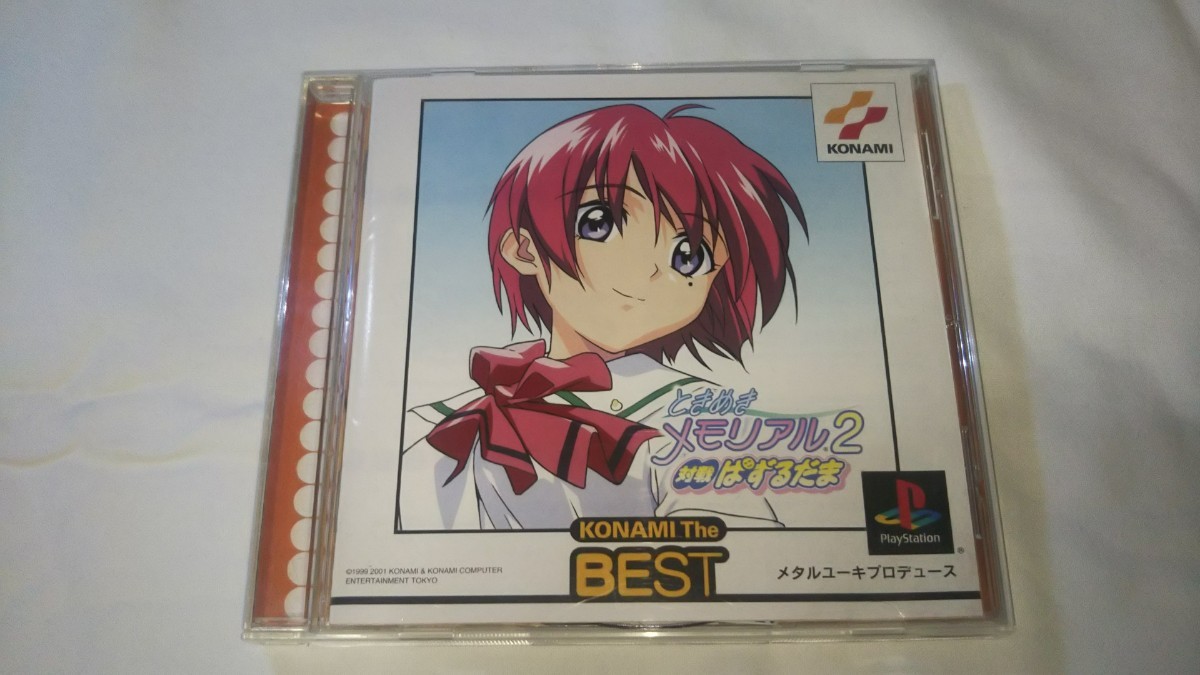 KONAMI
ときめき
メモリアル2
対戦 ぱずるだま
PlayStation
®
KONAMI The
BEST
©1999 2001 KONAMI & KONAMI COMPUTER
ENTERTAINMENT TOKYO
メタルユーキプロデュース